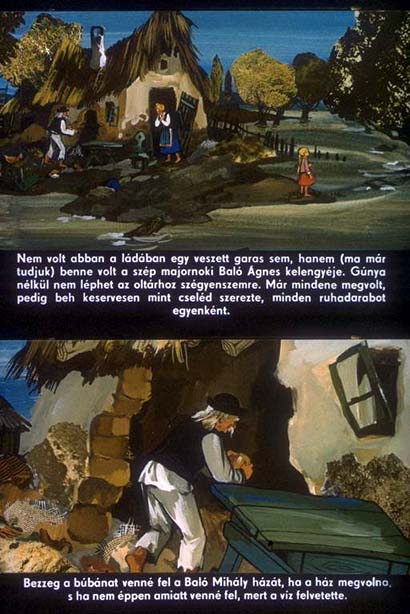 Nem volt abban a ládában egy veszett garas sem, hanem (ma már
tudjuk) benne volt a szép majornoki Baló Ágnes kelengyéje. Gúnya
nélkül nem léphet az oltárhoz szégyenszemre. Már mindene megvolt,
pedig beh keservesen mint cseléd szerezte, minden ruhadarabot
egyenként.
Bezzeg a búbánat venné fel a Baló Mihály házát, ha a ház megvolna,
s ha nem éppen amiatt venné fel, mert a víz felvetette.